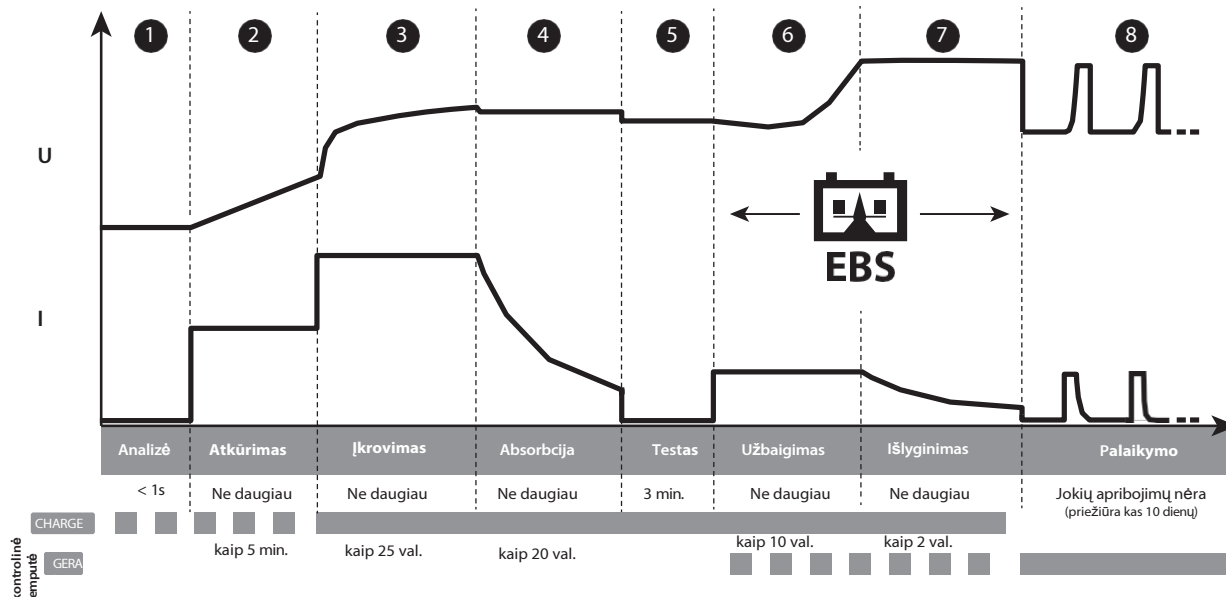 1 2 3 4 5 6 7 8
U
EBS
I
Analizė Atkūrimas Įkrovimas Absorbcija Testas Užbaigimas Išlyginimas Palaikymo
< 1s Ne daugiau Ne daugiau Ne daugiau 3 min. Ne daugiau Ne daugiau Jokių apribojimų nėra
(priežiūra kas 10 dienų)
CHARGE
kaip 5 min. kaip 25 val. kaip 20 val. kaip 10 val. kaip 2 val.
GERA
kontrolinė
emputė